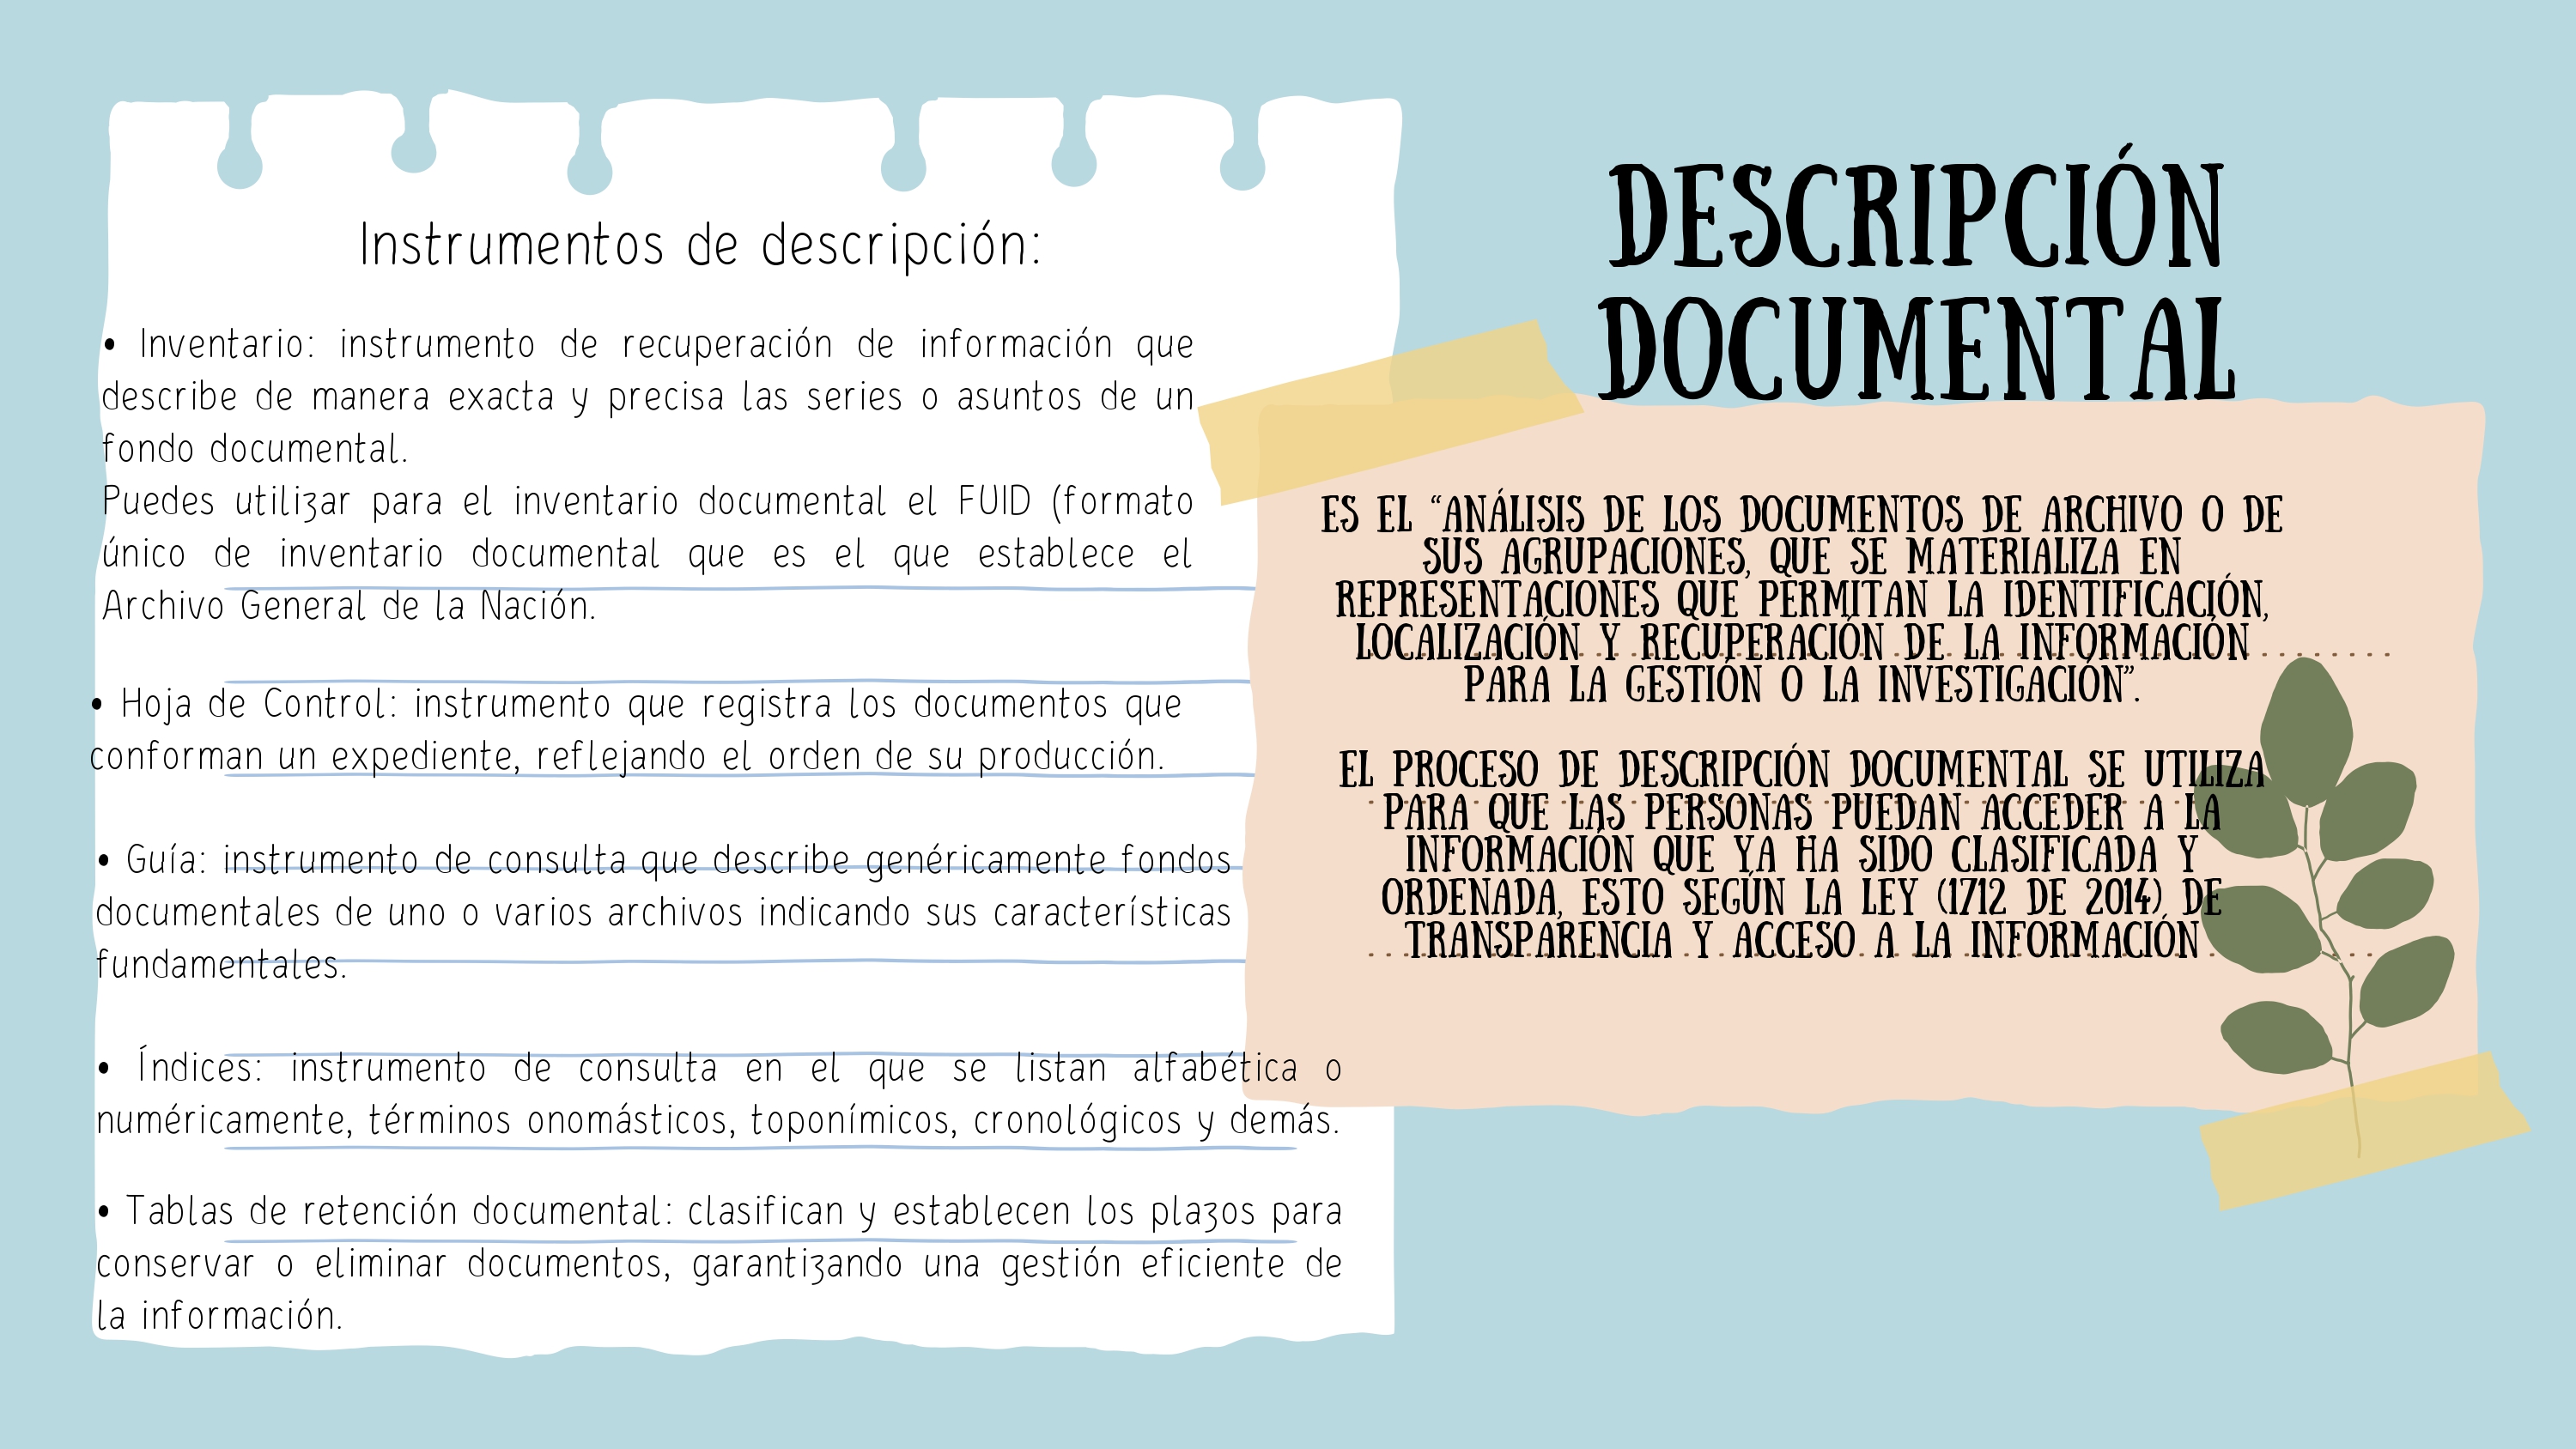 Instrumentos de descripción:
• Inventario: instrumento de recuperación de información que
describe de manera exacta y precisa las series o asuntos de un
fondo documental.
Puedes utilizar para el inventario documental el FUID (formato
único de inventario documental que es el que establece el
Archivo General de la Nación.
• Hoja de Control: instrumento que registra los documentos que
conforman un expediente, reflejando el orden de su producción.
• Guía: instrumento de consulta que describe genéricamente fondos
documentales de uno o varios archivos indicando sus características
fundamentales.
• Índices: instrumento de consulta en el que se listan alfabética o
numéricamente, términos onomásticos, toponímicos, cronológicos y demás.
• Tablas de retención documental: clasifican y establecen los plazos para
conservar o eliminar documentos, garantizando una gestión eficiente de
la información.
DESCRIPCIÓN
DOCUMENTAL
ES EL “ANÁLISIS DE LOS DOCUMENTOS DE ARCHIVO O DE
SUS AGRUPACIONES, QUE SE MATERIALIZA EN
REPRESENTACIONES QUE PERMITAN LA IDENTIFICACIÓN,
LOCALIZACIÓN Y RECUPERACIÓN DE LA INFORMACIÓN
PARA LA GESTIÓN O LA INVESTIGACIÓN”.
EL PROCESO DE DESCRIPCIÓN DOCUMENTAL SE UTILIZA
PARA QUE LAS PERSONAS PUEDAN ACCEDER A LA
INFORMACIÓN QUE YA HA SIDO CLASIFICADA Y
ORDENADA, ESTO SEGÚN LA LEY (1712 DE 2014) DE
TRANSPARENCIA Y ACCESO A LA INFORMACIÓN